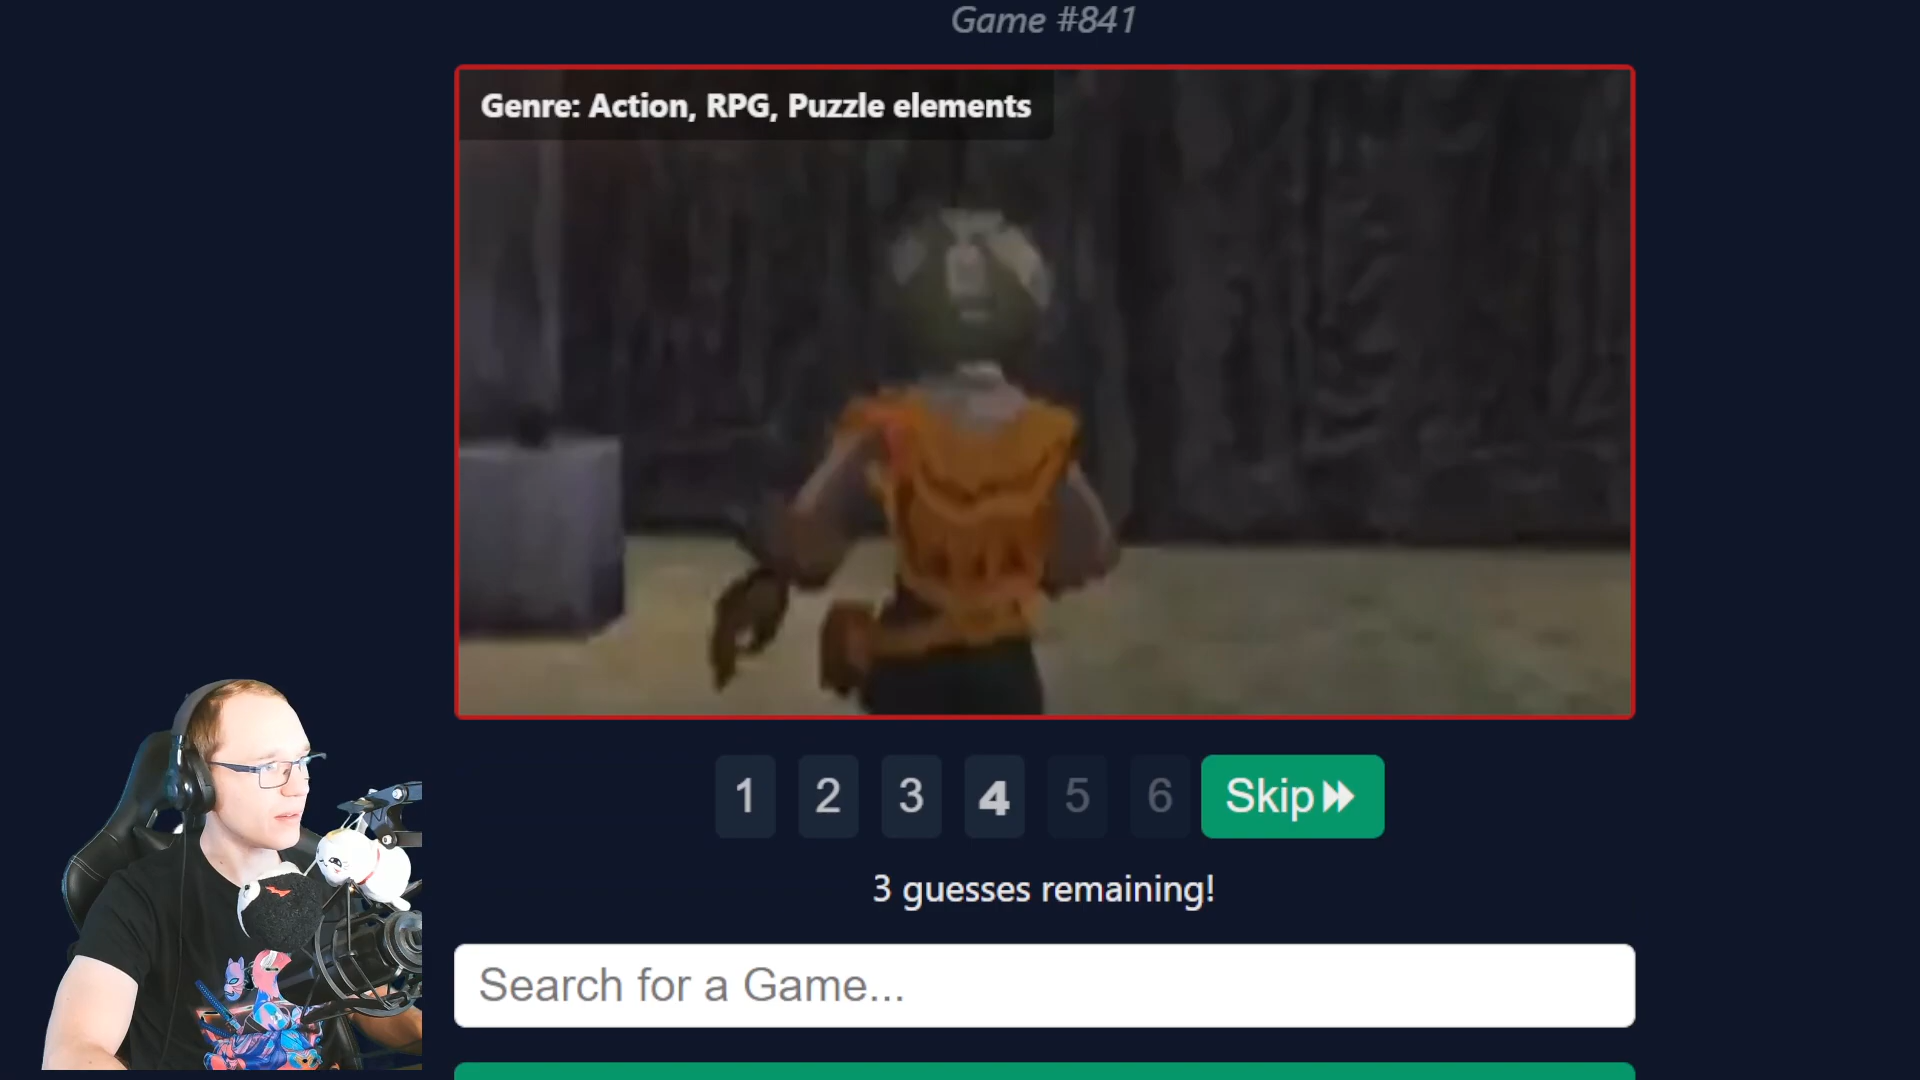 Game #841
Genre: Action, RPG, Puzzle elements
1 2 3 4 5 6 Skip
3 guesses remaining!
Search for a Game...